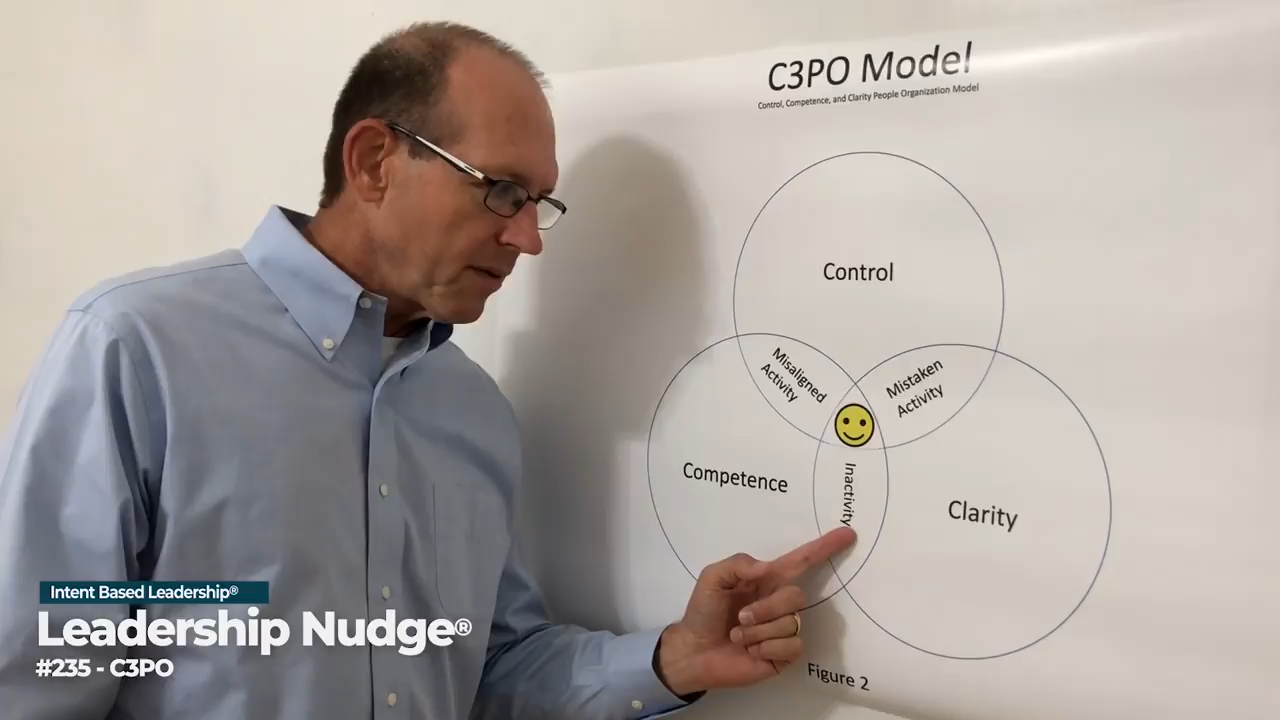 C3PO Model
Control, Competence, and Clarity People Organization Model
Control
Misaligned
Activity
Mistaken
Activity
Competence
Inactivity
Clarity
Figure 2
Intent Based Leadership®
Leadership Nudge®
#235 - C3PO